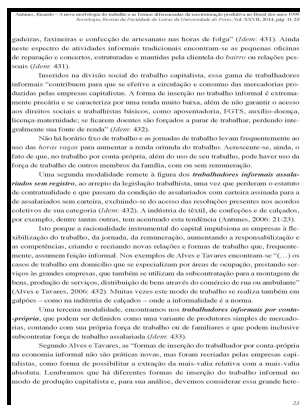 Antunes, Ricardo - A nova morfologia do trabalho e as formas diferenciadas da reestruturação produtiva no Brasil dos anos 1990
Sociologia, Revista da Faculdade de Letras da Universidade do Porto, Vol. XXVII, 2014, pág. 11-25
gadeiras, faxineiras e confecção de artesanato nas horas de folga” (Idem: 431). Ainda
neste espectro de atividades informais tradicionais encontram-se as pequenas oficinas
de reparação e concertos, estruturadas e mantidas pela clientela do bairro ou relações pes-
soais (Idem: 431).
Inseridos na divisão social do trabalho capitalista, essa gama de trabalhadores
informais “contribuem para que se efetive a circulação e consumo das mercadorias pro-
duzidas pelas empresas capitalistas. A forma de inserção no trabalho informal é extrema-
mente precária e se caracteriza por uma renda muito baixa, além de não garantir o acesso
aos direitos sociais e trabalhistas básicos, como aposentadoria, FGTS, auxílio-doença,
licença-maternidade; se ficarem doentes são forçados a parar de trabalhar, perdendo inte-
gralmente sua fonte de renda” (Idem: 432).
Não há horário fixo de trabalho e as jornadas de trabalho levam frequentemente ao
uso das horas vagas para aumentar a renda oriunda do trabalho. Acrescente-se, ainda, o
fato de que, no trabalho por conta própria, além do uso de seu trabalho, pode haver uso da
força de trabalho de outros membros da família, com ou sem remuneração.
Uma segunda modalidade remete à figura dos trabalhadores informais assala-
riados sem registro, ao arrepio da legislação trabalhista, uma vez que perderam o estatuto
de contratualidade e que passam da condição de assalariados com carteira assinada para a
de assalariados sem carteira, excluindo-se do acesso das resoluções presentes nos acordos
coletivos de sua categoria (Idem: 432). A indústria de têxtil, de confeções e de calçados,
por exemplo, dentre tantas outras, tem acentuado esta tendência (Antunes, 2006: 21-23).
Isto porque a racionalidade instrumental do capital impulsiona as empresas à fle-
xibilização do trabalho, da jornada, da remuneração, aumentando a responsabilização e
as competências, criando e recriando novas relações e formas de trabalho que, frequente-
mente, assumem feição informal. Nos exemplos de Alves e Tavares encontram-se “(...) os
casos de trabalho em domicílio que se especializam por áreas de ocupação, prestando ser-
viços às grandes empresas, que também se utilizam da subcontratação para a montagem de
bens, produção de serviços, distribuição de bens através do comércio de rua ou ambulante”
(Alves e Tavares, 2006: 432). Muitas vezes este modo de trabalho se realiza também em
galpões – como na indústria de calçados – onde a informalidade é a norma.
Uma terceira modalidade, encontramos nos trabalhadores informais por conta-
-própria, que podem ser definidos como uma variante de produtores simples de mercado-
rias, contando com sua própria força de trabalho ou de familiares e que podem inclusive
subcontratar força de trabalho assalariada (Idem: 433).
Segundo Alves e Tavares, as “formas de inserção do trabalhador por conta-própria
na economia informal não são práticas novas, mas foram recriadas pelas empresas capi-
talistas, como forma de possibilitar a extração da mais-valia relativa com a mais-valia
absoluta. Lembramos que há diferentes formas de inserção do trabalho informal no
modo de produção capitalista e, para sua análise, devemos considerar essa grande hete-
23